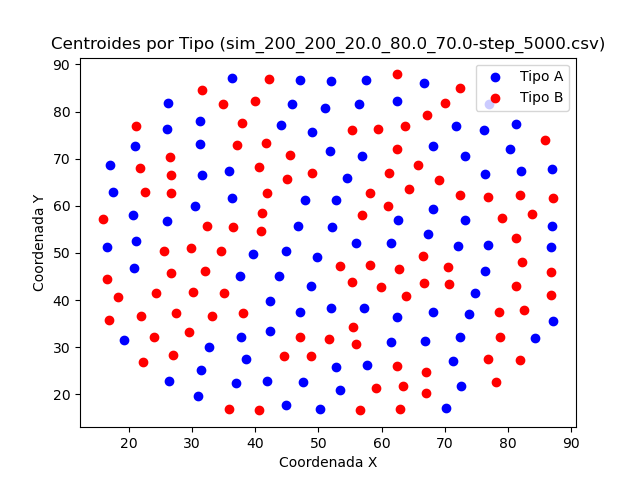 Centroides por Tipo (sim_200_200_20.0_80.0_70.0-step_5000.csv)
Tipo A
Tipo B
Coordenada Y
90
80
70
60
50
40
30
20
20 30 40 50 60 70 80 90
Coordenada X